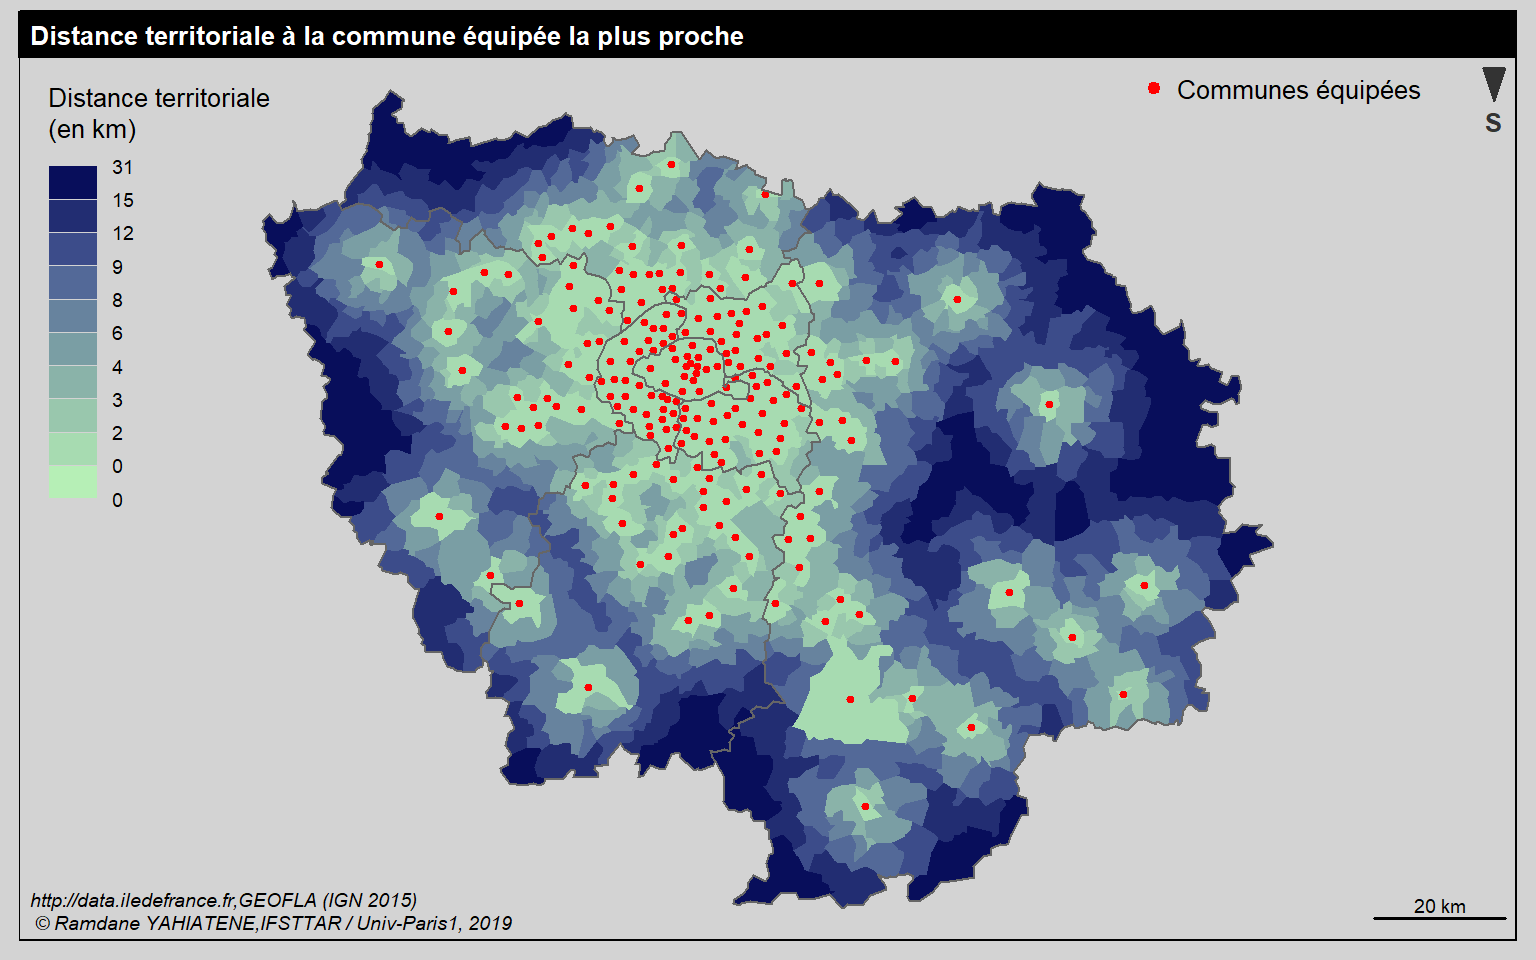 Distance territoriale à la commune équipée la plus proche
Distance territoriale
(en km)
Communes équipées
S
31
15
12
9
8
6
4
3
2
0
0
http://data.iledefrance.fr,GEOFLA (IGN 2015)
© Ramdane YAHIATENE,IFSTTAR / Univ-Paris1, 2019
20 km